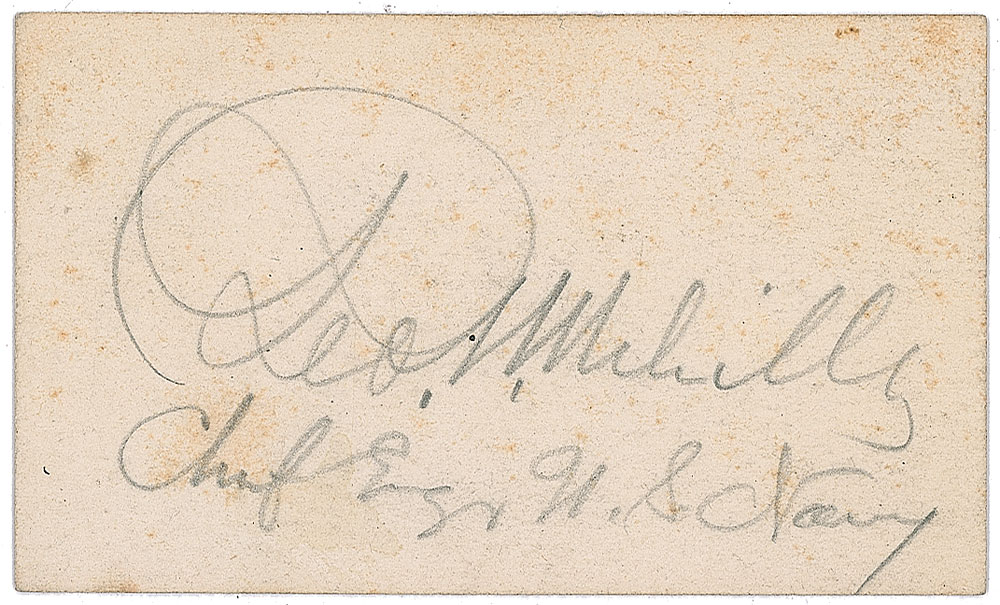 Geo. W. Melville
Chief Engr U. S. Navy